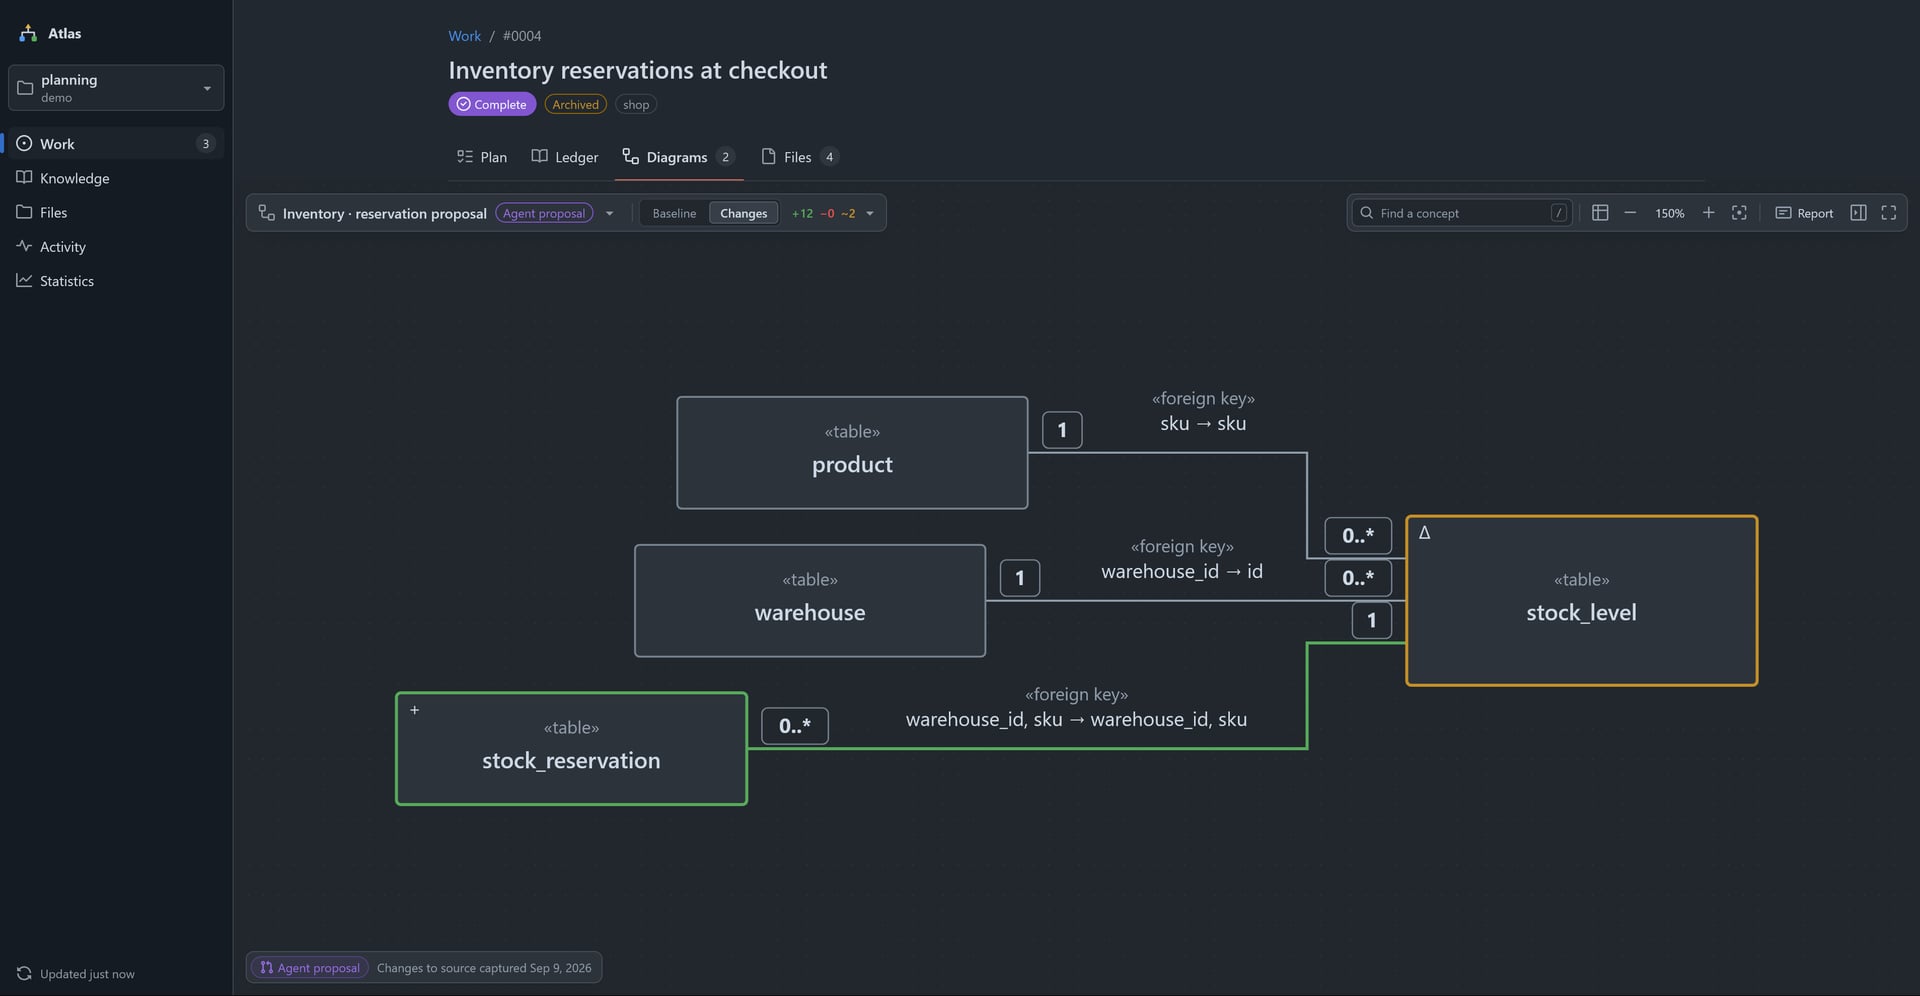 Atlas
planning
demo
Work 3
Knowledge
Files
Activity
Statistics
Updated just now
Work / #0004
Inventory reservations at checkout
Complete Archived shop
Plan Ledger Diagrams 2 Files 4
Inventory · reservation proposal Agent proposal Baseline Changes +12 −0 ~2
Find a concept / 150% Report
«table»
product
1
«foreign key»
sku → sku
0..*
«table»
warehouse
1
«foreign key»
warehouse_id → id
0..*
Δ
«table»
stock_level
1
+
«table»
stock_reservation
0..*
«foreign key»
warehouse_id, sku → warehouse_id, sku
Agent proposal Changes to source captured Sep 9, 2026